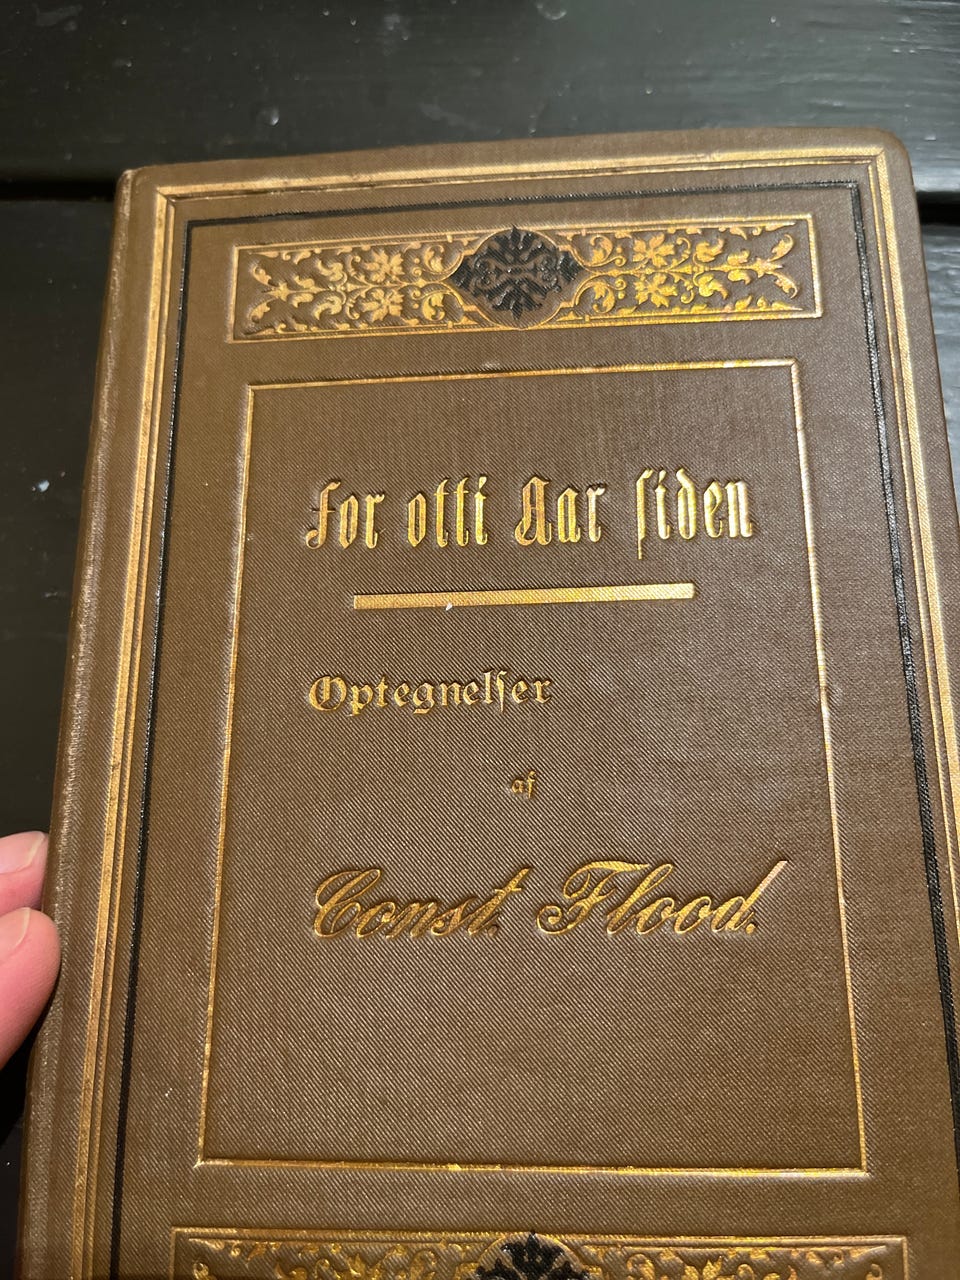 For otti Aar ſiden
Optegnelſer
af
Const. Flood.